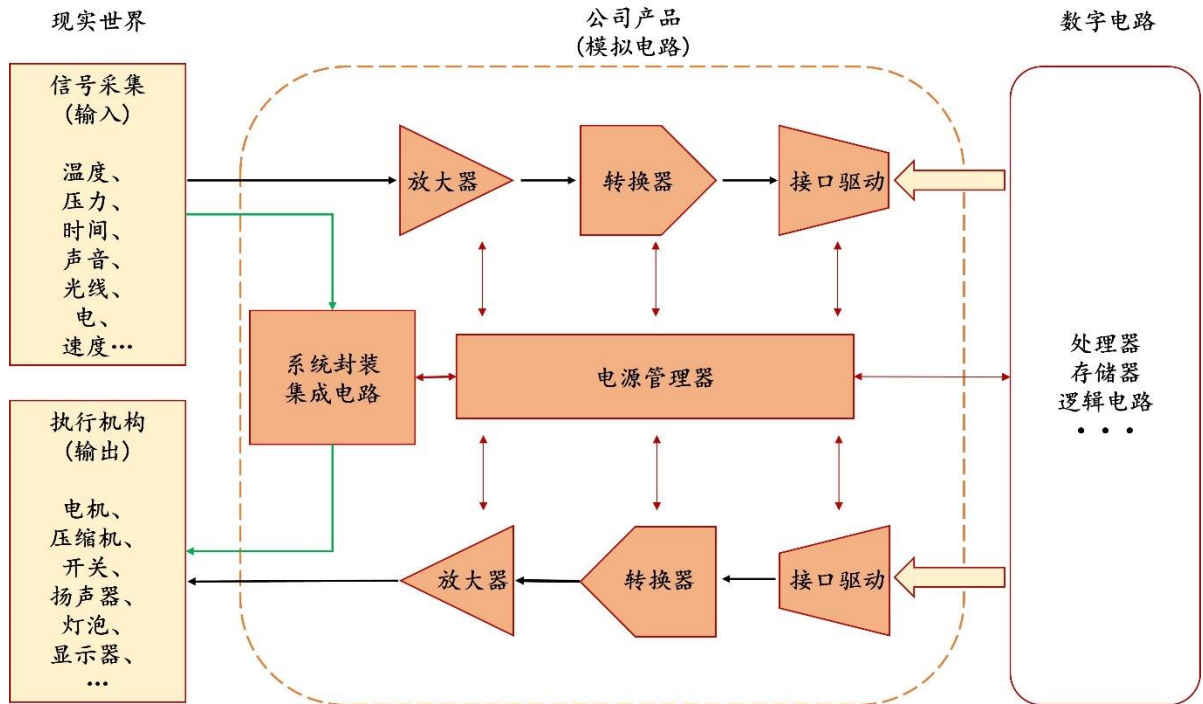 现实世界
公司产品
(模拟电路)
数字电路
信号采集
(输入)
温度、
压力、
时间、
声音、
光线、
电、
速度…
放大器
转换器
接口驱动
系统封装
集成电路
电源管理器
处理器
存储器
逻辑电路
• • •
执行机构
(输出)
电机、
压缩机、
开关、
扬声器、
灯泡、
显示器、
…
放大器
转换器
接口驱动